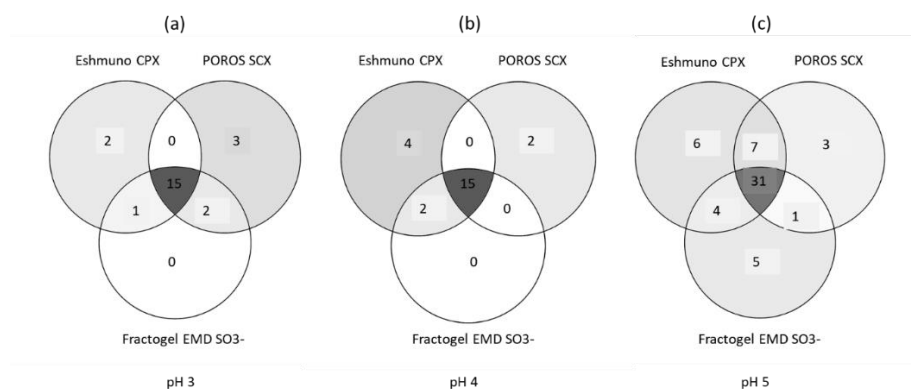 (a) (b) (c)
Eshmuno CPX POROS SCX Eshmuno CPX POROS SCX Eshmuno CPX POROS SCX
2 0 3 4 0 2 6 7 3
15 15 31
1 2 2 0 4 1
0 0 5
Fractogel EMD SO3- Fractogel EMD SO3- Fractogel EMD SO3-
pH 3 pH 4 pH 5